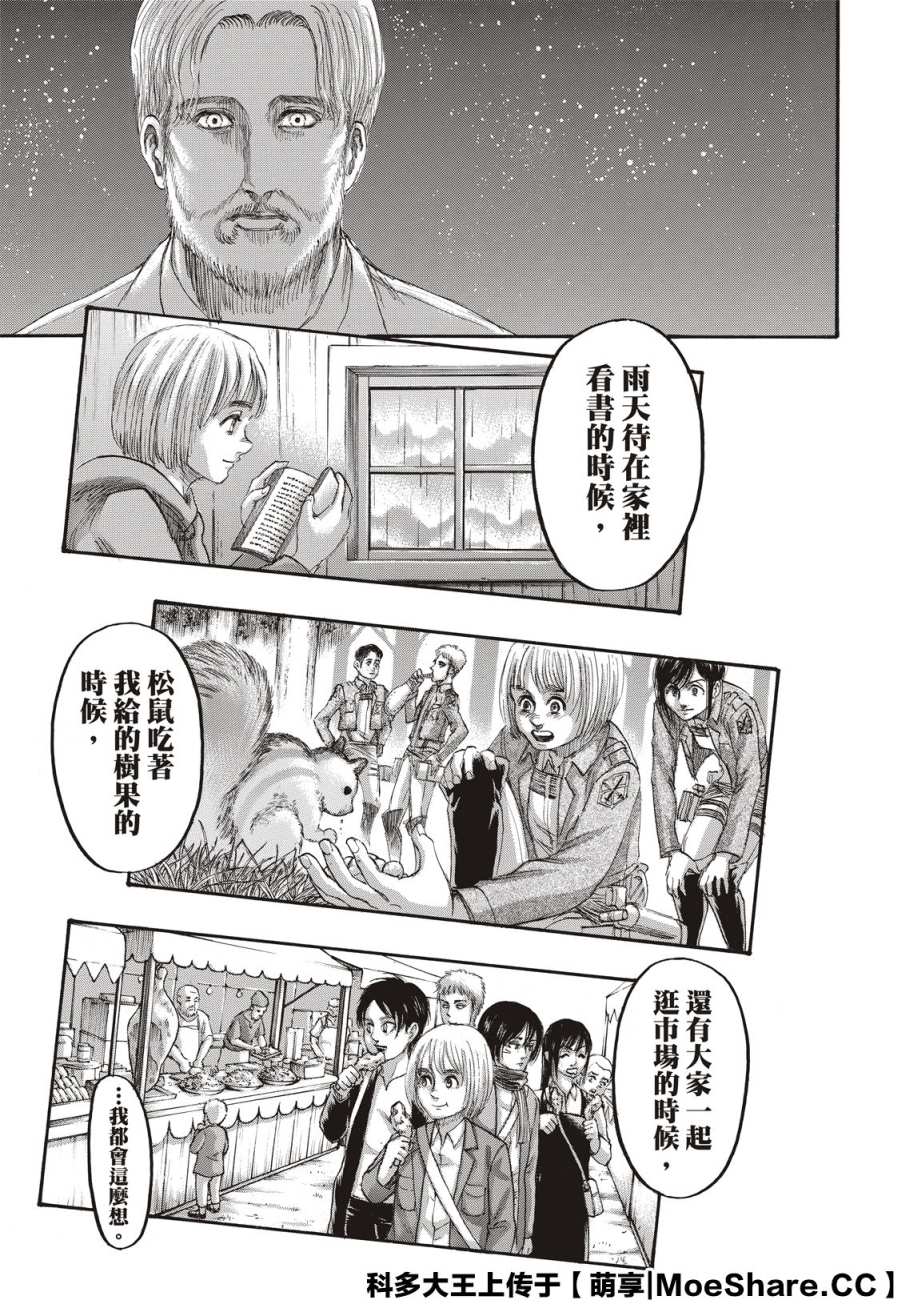 雨天待在家裡
看書的時候，
松鼠吃著
我給的樹果的
時候，
還有大家一起
逛市場的時候，
…我都會這麼想。
科多大王上传于【萌享|MoeShare.CC】